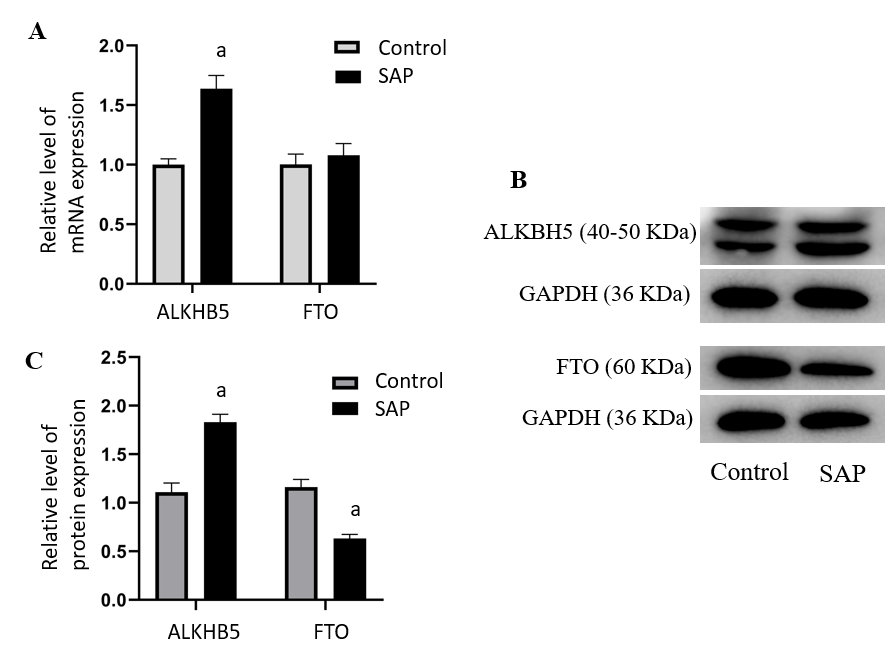 A
Relative level of
mRNA expression
2.0
1.5
1.0
0.5
0.0
a
Control
SAP
ALKHB5
FTO
B
ALKBH5 (40-50 KDa)
GAPDH (36 KDa)
FTO (60 KDa)
GAPDH (36 KDa)
Control
SAP
C
Relative level of
protein expression
2.5
2.0
1.5
1.0
0.5
0.0
a
a
Control
SAP
ALKHB5
FTO